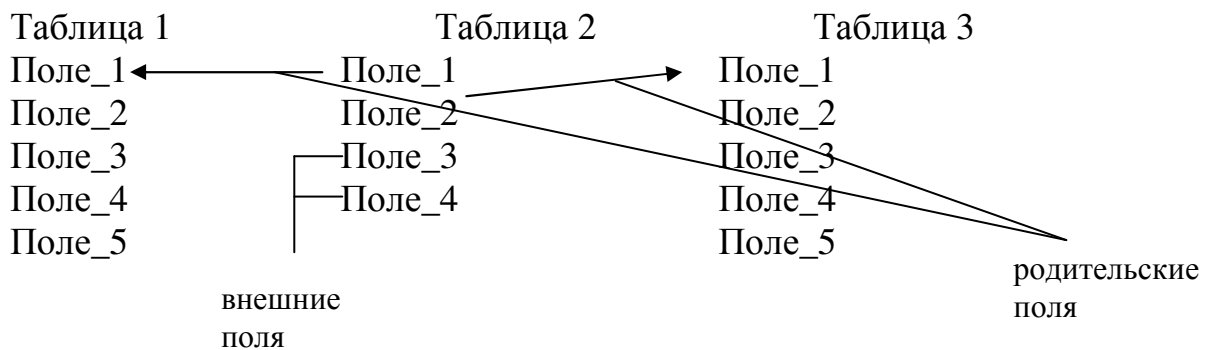 Таблица 1 Таблица 2 Таблица 3
Поле_1 Поле_1 Поле_1
Поле_2 Поле_2 Поле_2
Поле_3 Поле_3 Поле_3
Поле_4 Поле_4 Поле_4
Поле_5 Поле_5
внешние
поля
родительские
поля